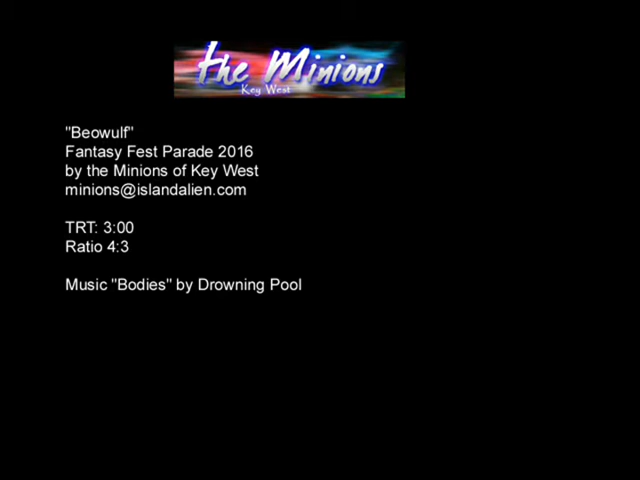 the Minions
Key West
"Beowulf"
Fantasy Fest Parade 2016
by the Minions of Key West
minions@islandalien.com
TRT: 3:00
Ratio 4:3
Music "Bodies" by Drowning Pool